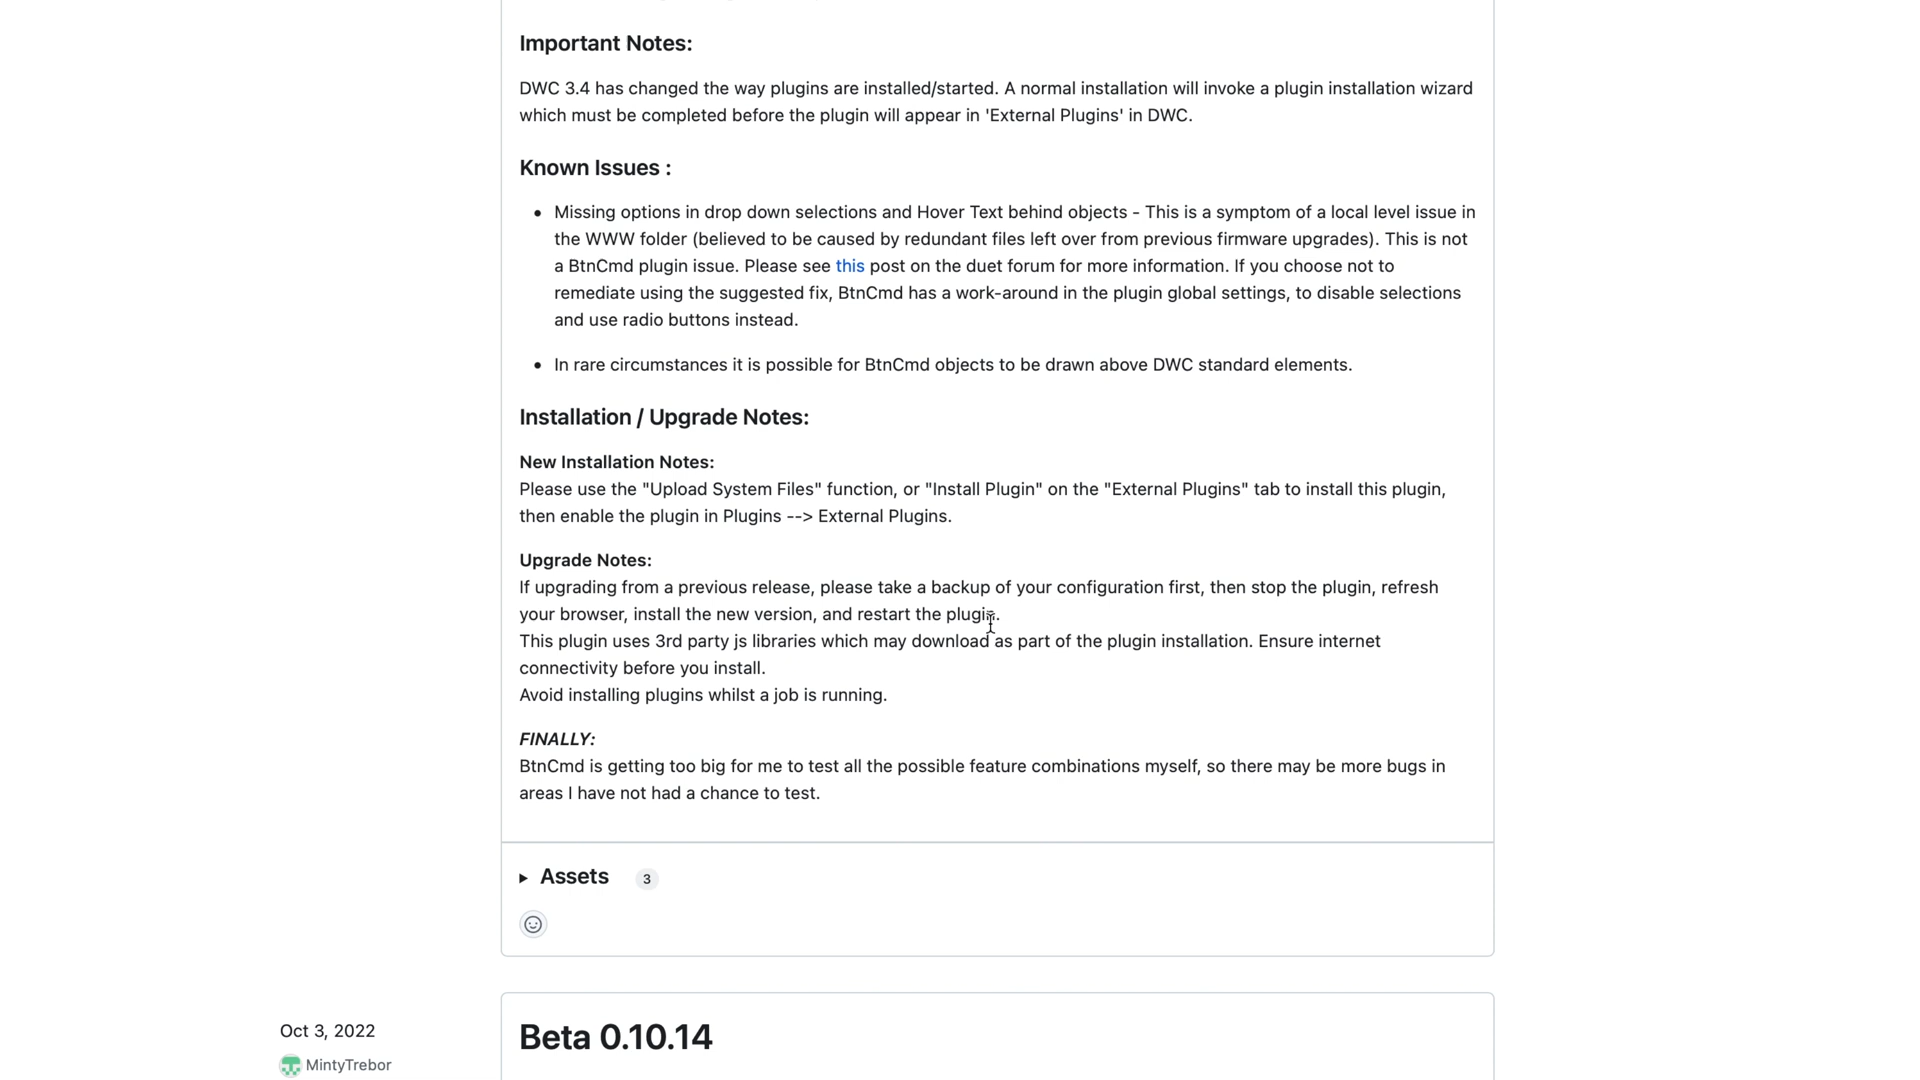 Important Notes:
DWC 3.4 has changed the way plugins are installed/started. A normal installation will invoke a plugin installation wizard
which must be completed before the plugin will appear in 'External Plugins' in DWC.
Known Issues :
• Missing options in drop down selections and Hover Text behind objects - This is a symptom of a local level issue in
the WWW folder (believed to be caused by redundant files left over from previous firmware upgrades). This is not
a BtnCmd plugin issue. Please see this post on the duet forum for more information. If you choose not to
remediate using the suggested fix, BtnCmd has a work-around in the plugin global settings, to disable selections
and use radio buttons instead.
• In rare circumstances it is possible for BtnCmd objects to be drawn above DWC standard elements.
Installation / Upgrade Notes:
New Installation Notes:
Please use the "Upload System Files" function, or "Install Plugin" on the "External Plugins" tab to install this plugin,
then enable the plugin in Plugins --> External Plugins.
Upgrade Notes:
If upgrading from a previous release, please take a backup of your configuration first, then stop the plugin, refresh
your browser, install the new version, and restart the plugin.
This plugin uses 3rd party js libraries which may download as part of the plugin installation. Ensure internet
connectivity before you install.
Avoid installing plugins whilst a job is running.
FINALLY:
BtnCmd is getting too big for me to test all the possible feature combinations myself, so there may be more bugs in
areas I have not had a chance to test.
Assets 3
Oct 3, 2022
MintyTrebor
Beta 0.10.14